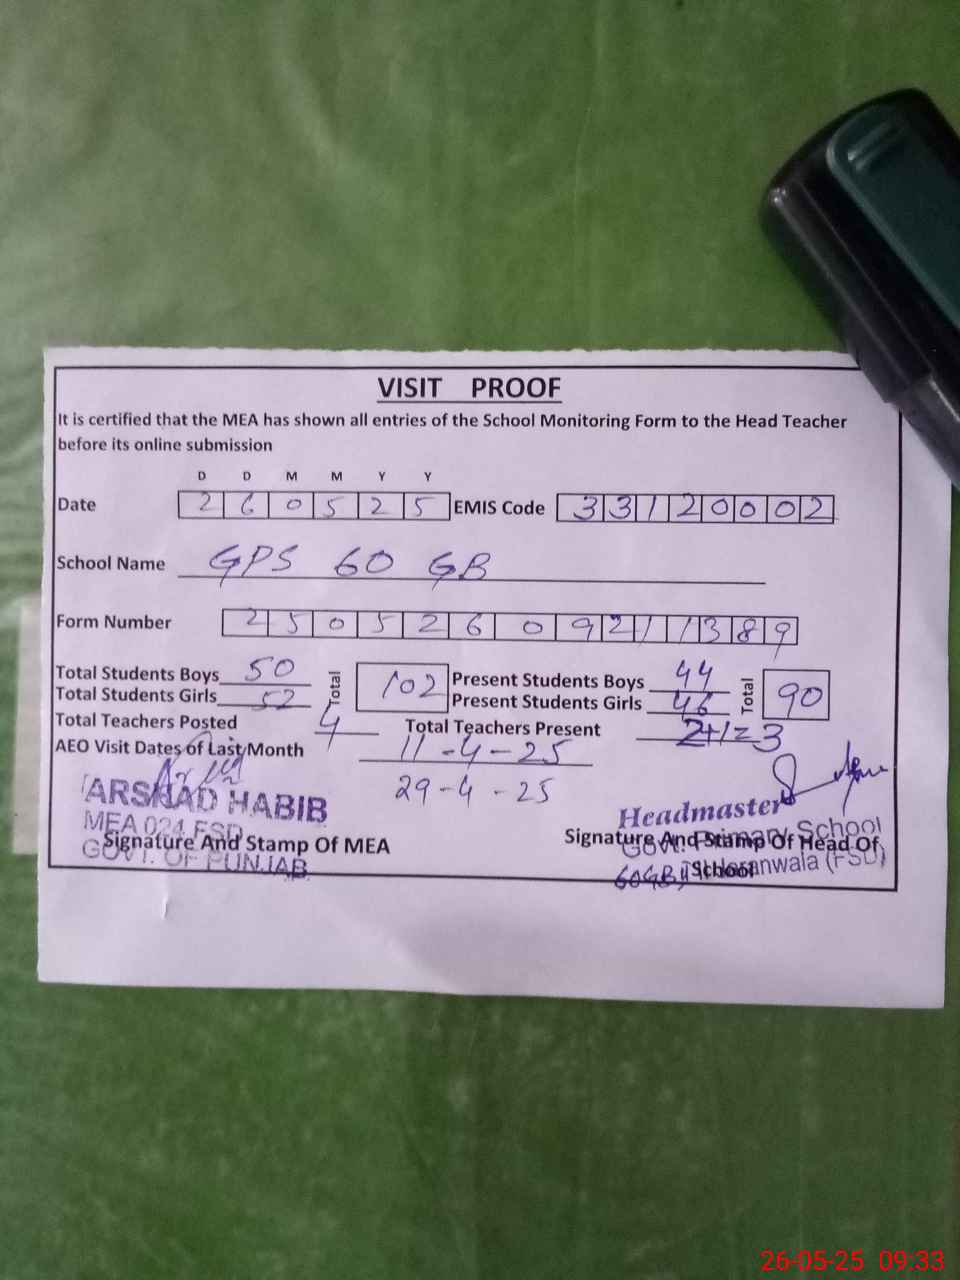 VISIT PROOF
It is certified that the MEA has shown all entries of the School Monitoring Form to the Head Teacher
before its online submission
D D M M Y Y
Date 2 6 0 5 2 5 EMIS Code 3 3 1 2 0 0 0 2
School Name GPS 60 GB
Form Number 2 5 0 5 2 6 0 9 2 1 1 3 8 9
Total Students Boys 50 Total 102 Present Students Boys 44 Total 90
Total Students Girls 52 Present Students Girls 46
Total Teachers Posted 4 Total Teachers Present 2+1=3
AEO Visit Dates of Last Month 11-4-25
29-4-25
ARSHAD HABIB
MEA 024 FSD
GOVT. OF PUNJAB
Signature And Stamp Of MEA
Headmaster
Govt. Primary School
60GB, Hasanwala (FSD)
Signature And Stamp Of Head Of
School
26-05-25 09:33